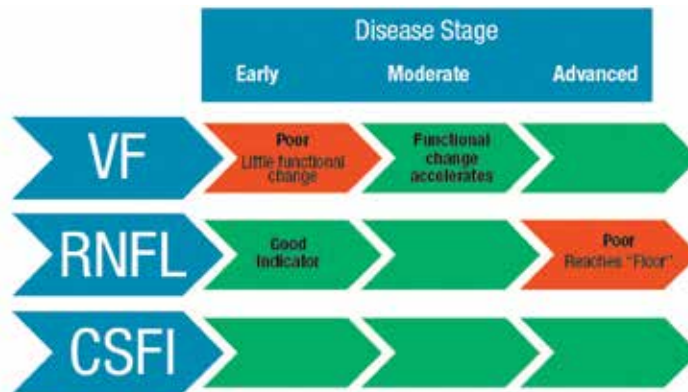 Disease Stage
Early Moderate Advanced
VF
Poor
Little functional
change
Functional
change
accelerates
RNFL
Good
Indicator
Poor
Reaches "Floor"
CSFI